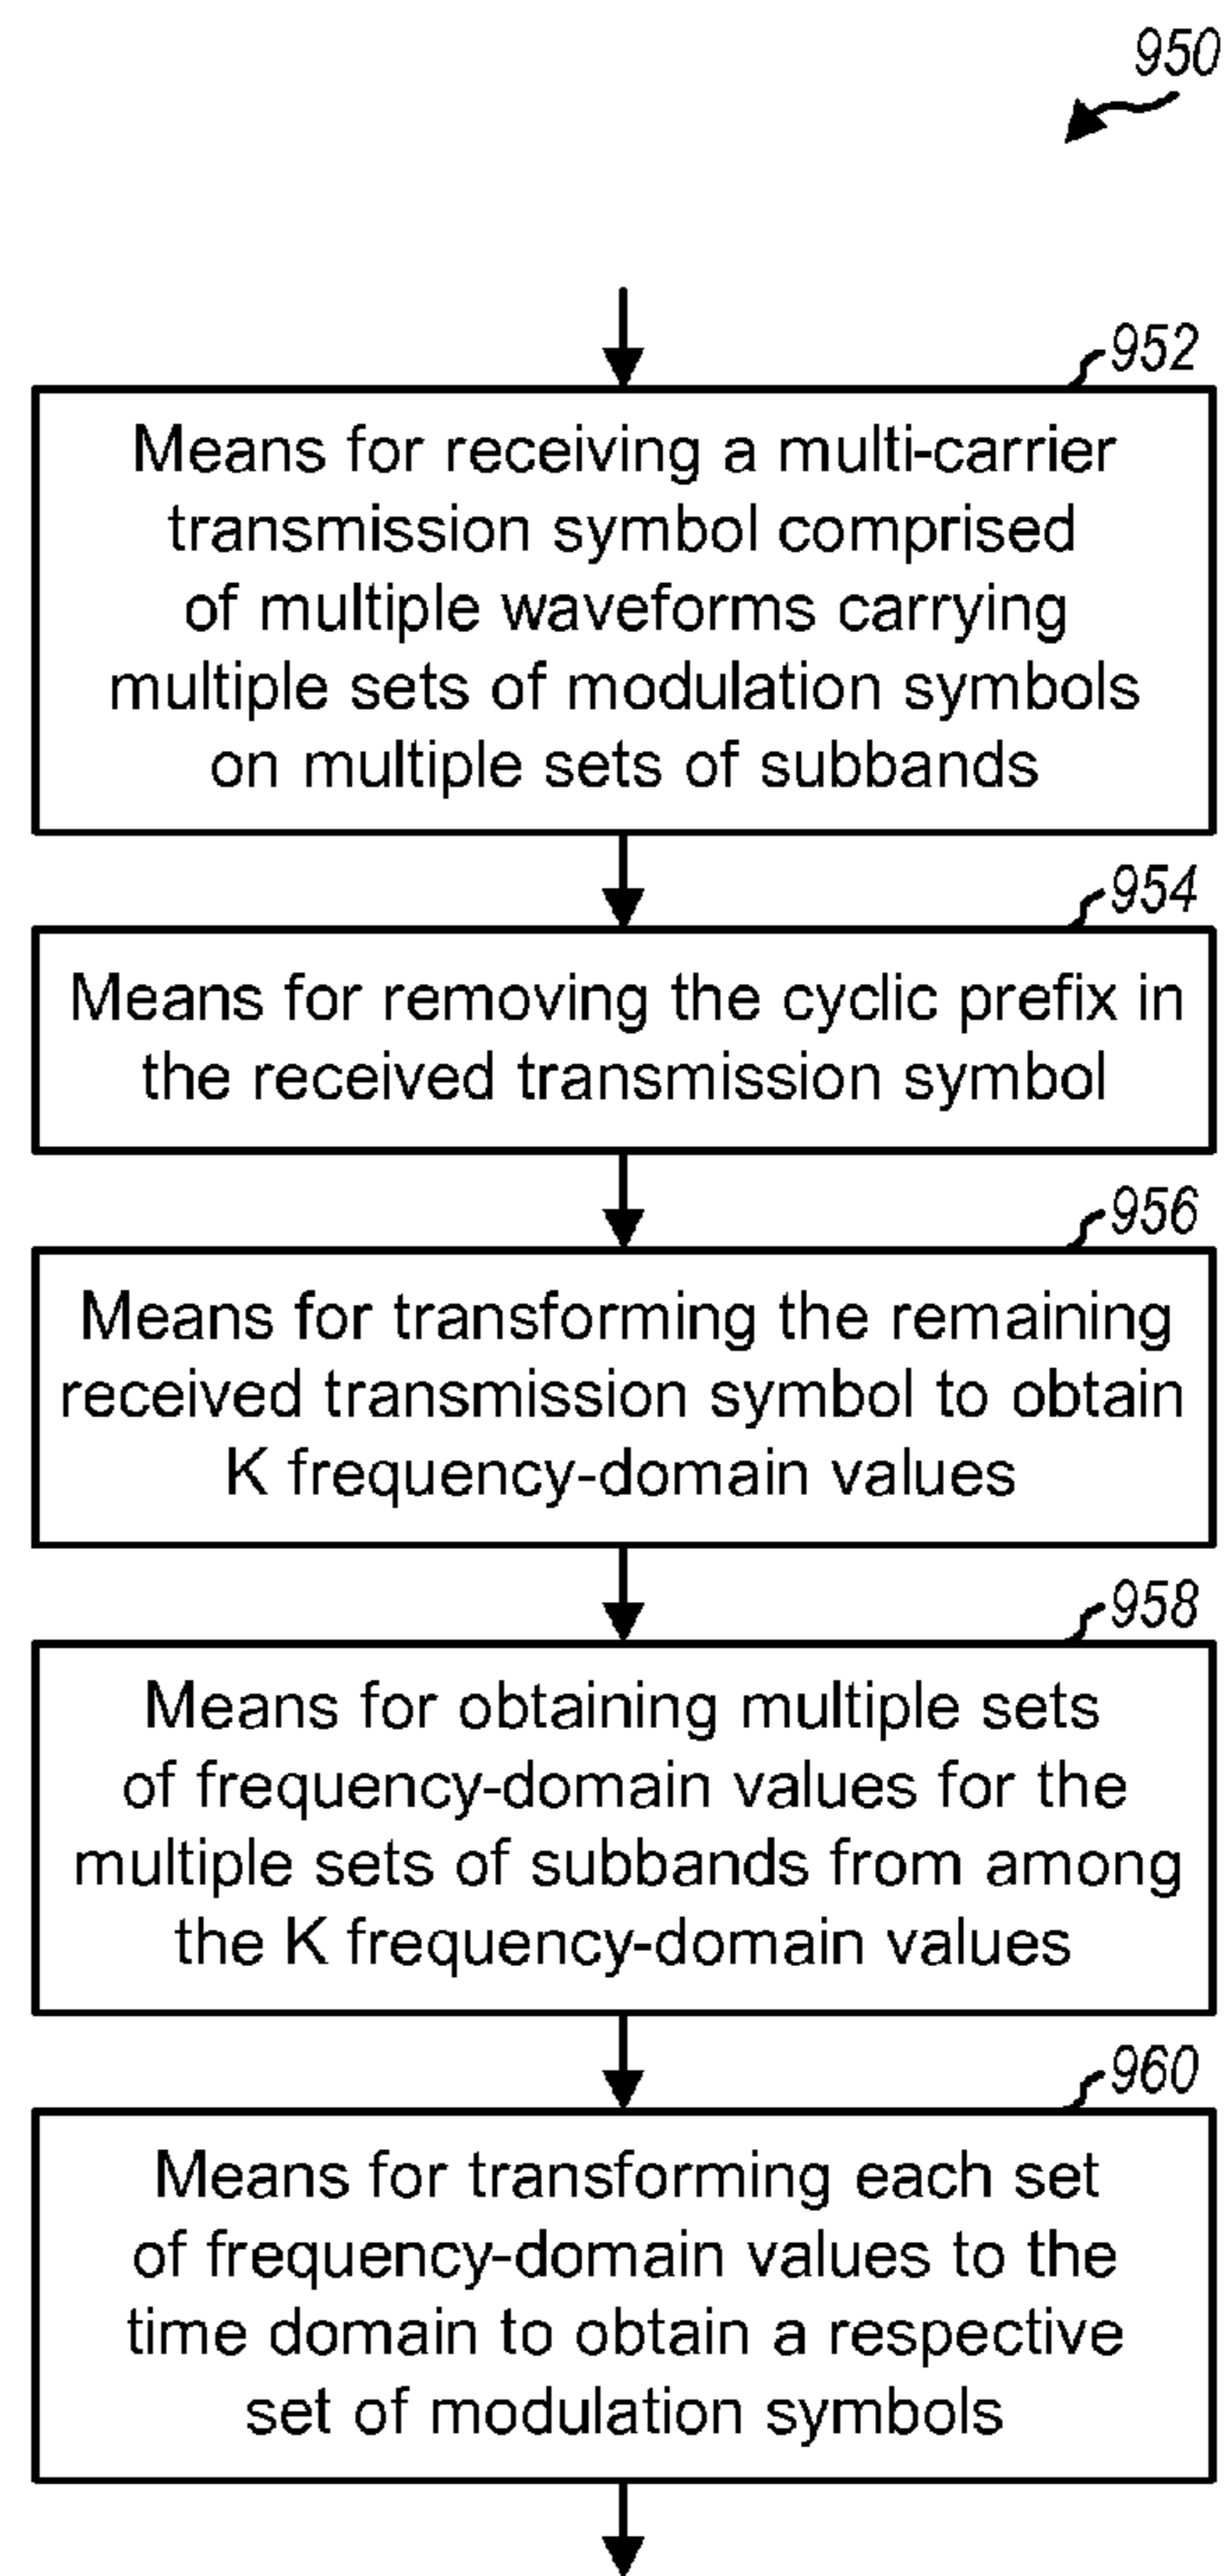 950
952
Means for receiving a multi-carrier
transmission symbol comprised
of multiple waveforms carrying
multiple sets of modulation symbols
on multiple sets of subbands
954
Means for removing the cyclic prefix in
the received transmission symbol
956
Means for transforming the remaining
received transmission symbol to obtain
K frequency-domain values
958
Means for obtaining multiple sets
of frequency-domain values for the
multiple sets of subbands from among
the K frequency-domain values
960
Means for transforming each set
of frequency-domain values to the
time domain to obtain a respective
set of modulation symbols